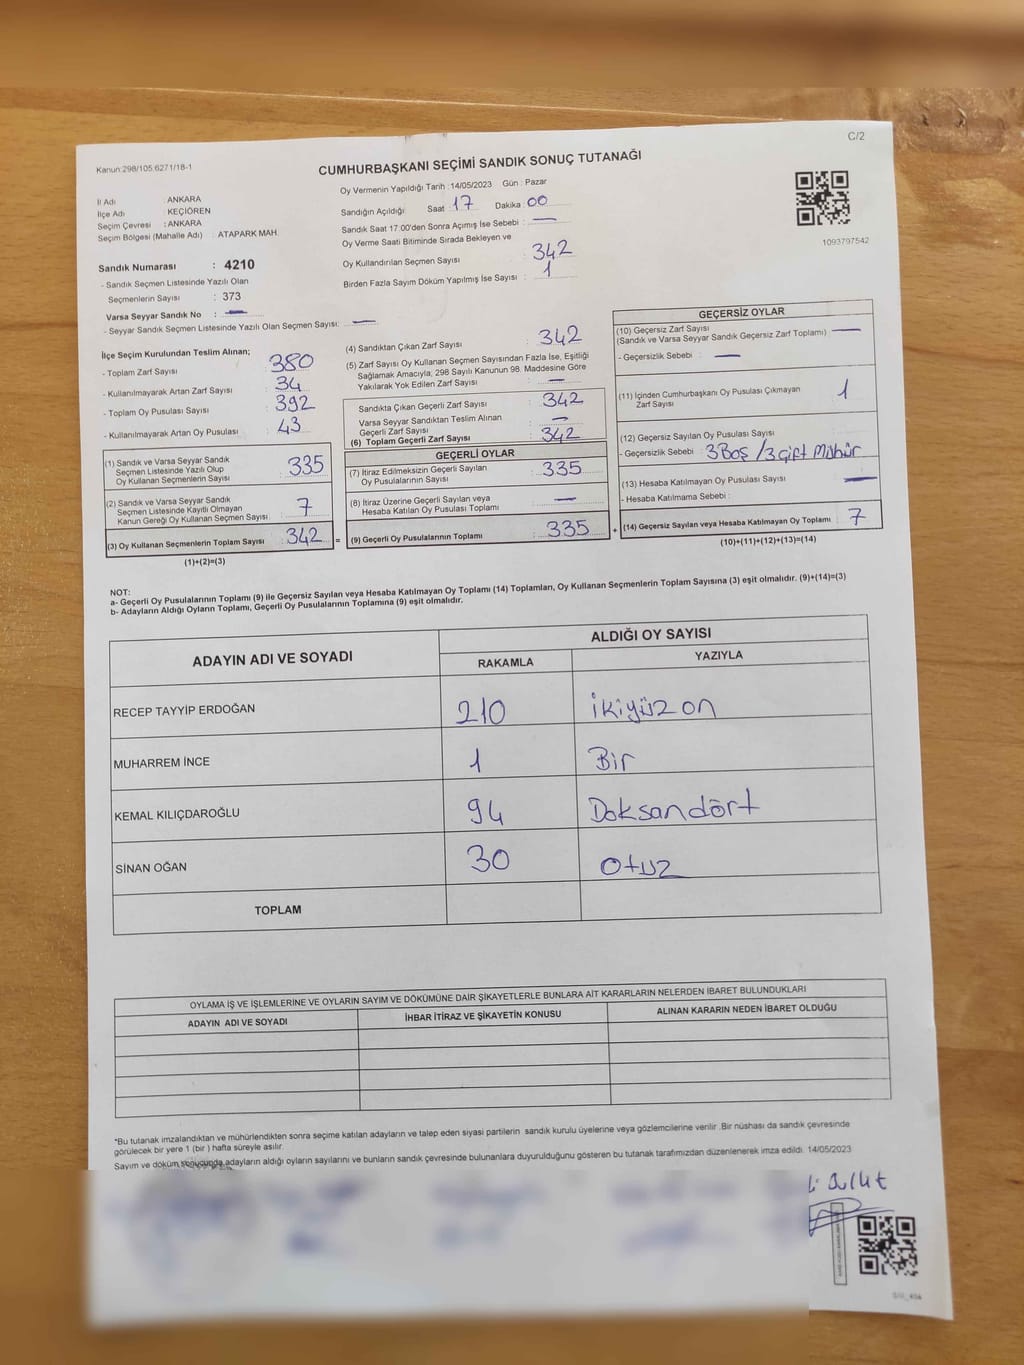 C/2
Kanun:298/105,6271/18-1
CUMHURBAŞKANI SEÇİMİ SANDIK SONUÇ TUTANAĞI
İl Adı : ANKARA
İlçe Adı : KEÇİÖREN
Seçim Çevresi : ANKARA
Seçim Bölgesi (Mahalle Adı) : ATAPARK MAH.
Oy Vermenin Yapıldığı Tarih :14/05/2023 Gün : Pazar
Sandığın Açıldığı Saat : 17 Dakika : 00
Sandık Saat 17.00'den Sonra Açımış İse Sebebi : —
Oy Verme Saati Bitiminde Sırada Bekleyen ve
Oy Kullandırılan Seçmen Sayısı : 342
Birden Fazla Sayım Döküm Yapılmış İse Sayısı : 1
1093797542
Sandık Numarası : 4210
- Sandık Seçmen Listesinde Yazılı Olan
Seçmenlerin Sayısı : 373
Varsa Seyyar Sandık No : —
- Seyyar Sandık Seçmen Listesinde Yazılı Olan Seçmen Sayısı: —
İlçe Seçim Kurulundan Teslim Alınan;
- Toplam Zarf Sayısı : 380
- Kullanılmayarak Artan Zarf Sayısı : 34
- Toplam Oy Pusulası Sayısı : 392
- Kullanılmayarak Artan Oy Pusulası : 43
(1) Sandık ve Varsa Seyyar Sandık
Seçmen Listesinde Yazılı Olup
Oy Kullanan Seçmenlerin Sayısı : 335
(2) Sandık ve Varsa Seyyar Sandık
Seçmen Listesinde Kayıtlı Olmayan
Kanun Gereği Oy Kullanan Seçmen Sayısı : 7
(3) Oy Kullanan Seçmenlerin Toplam Sayısı : 342 =
(1)+(2)=(3)
(4) Sandıktan Çıkan Zarf Sayısı : 342
(5) Zarf Sayısı Oy Kullanan Seçmen Sayısından Fazla İse, Eşitliği
Sağlamak Amacıyla; 298 Sayılı Kanunun 98. Maddesine Göre
Yakılarak Yok Edilen Zarf Sayısı : —
Sandıkta Çıkan Geçerli Zarf Sayısı : 342
Varsa Seyyar Sandıktan Teslim Alınan
Geçerli Zarf Sayısı : —
(6) Toplam Geçerli Zarf Sayısı : 342
GEÇERLİ OYLAR
(7) İtiraz Edilmeksizin Geçerli Sayılan
Oy Pusulalarının Sayısı : 335
(8) İtiraz Üzerine Geçerli Sayılan veya
Hesaba Katılan Oy Pusulası Toplamı : —
(9) Geçerli Oy Pusulalarının Toplamı : 335 +
GEÇERSİZ OYLAR
(10) Geçersiz Zarf Sayısı : —
(Sandık ve Varsa Seyyar Sandık Geçersiz Zarf Toplamı)
- Geçersizlik Sebebi : —
(11) İçinden Cumhurbaşkanı Oy Pusulası Çıkmayan
Zarf Sayısı : 1
(12) Geçersiz Sayılan Oy Pusulası Sayısı
- Geçersizlik Sebebi : 3 Boş / 3 çift Mühür
(13) Hesaba Katılmayan Oy Pusulası Sayısı : —
- Hesaba Katılmama Sebebi :
(14) Geçersiz Sayılan veya Hesaba Katılmayan Oy Toplamı : 7
(10)+(11)+(12)+(13)=(14)
NOT:
a- Geçerli Oy Pusulalarının Toplamı (9) ile Geçersiz Sayılan veya Hesaba Katılmayan Oy Toplamı (14) Toplamları, Oy Kullanan Seçmenlerin Toplam Sayısına (3) eşit olmalıdır. (9)+(14)=(3)
b- Adayların Aldığı Oyların Toplamı, Geçerli Oy Pusulalarının Toplamına (9) eşit olmalıdır.
ADAYIN ADI VE SOYADI ALDIĞI OY SAYISI
RAKAMLA YAZIYLA
RECEP TAYYİP ERDOĞAN 210 ikiyüz on
MUHARREM İNCE 1 Bir
KEMAL KILIÇDAROĞLU 94 Doksandört
SİNAN OĞAN 30 Otuz
TOPLAM
OYLAMA İŞ VE İŞLEMLERİNE VE OYLARIN SAYIM VE DÖKÜMÜNE DAİR ŞİKAYETLERLE BUNLARA AİT KARARLARIN NELERDEN İBARET BULUNDUKLARI
ADAYIN ADI VE SOYADI İHBAR İTİRAZ VE ŞİKAYETİN KONUSU ALINAN KARARIN NEDEN İBARET OLDUĞU
*Bu tutanak imzalandıktan ve mühürlendikten sonra seçime katılan adayların ve talep eden siyasi partilerin sandık kurulu üyelerine veya gözlemcilerine verilir .Bir nüshası da sandık çevresinde
görülecek bir yere 1 (bir ) hafta süreyle asılır.
Sayım ve döküm sonucunda adayların aldığı oyların sayılarını ve bunların sandık çevresinde bulunanlara duyurulduğunu gösteren bu tutanak tarafımızdan düzenlenerek imza edildi. 14/05/2023